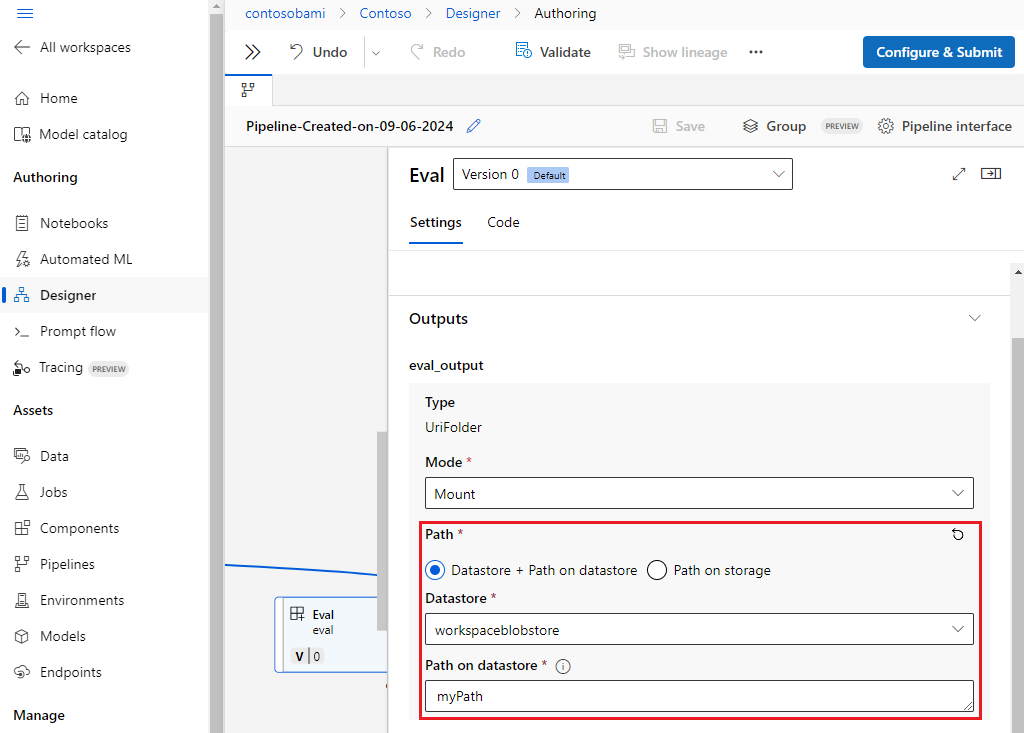 contosobami > Contoso > Designer > Authoring
All workspaces
Undo Redo Validate Show lineage ··· Configure & Submit
Home
Model catalog
Authoring
Notebooks
Automated ML
Designer
Prompt flow
Tracing PREVIEW
Assets
Data
Jobs
Components
Pipelines
Environments
Models
Endpoints
Manage
Pipeline-Created-on-09-06-2024 Save Group PREVIEW Pipeline interface
Eval
eval
V 0
Eval Version 0 Default
Settings Code
Outputs
eval_output
Type
UriFolder
Mode *
Mount
Path *
Datastore + Path on datastore Path on storage
Datastore *
workspaceblobstore
Path on datastore *
myPath